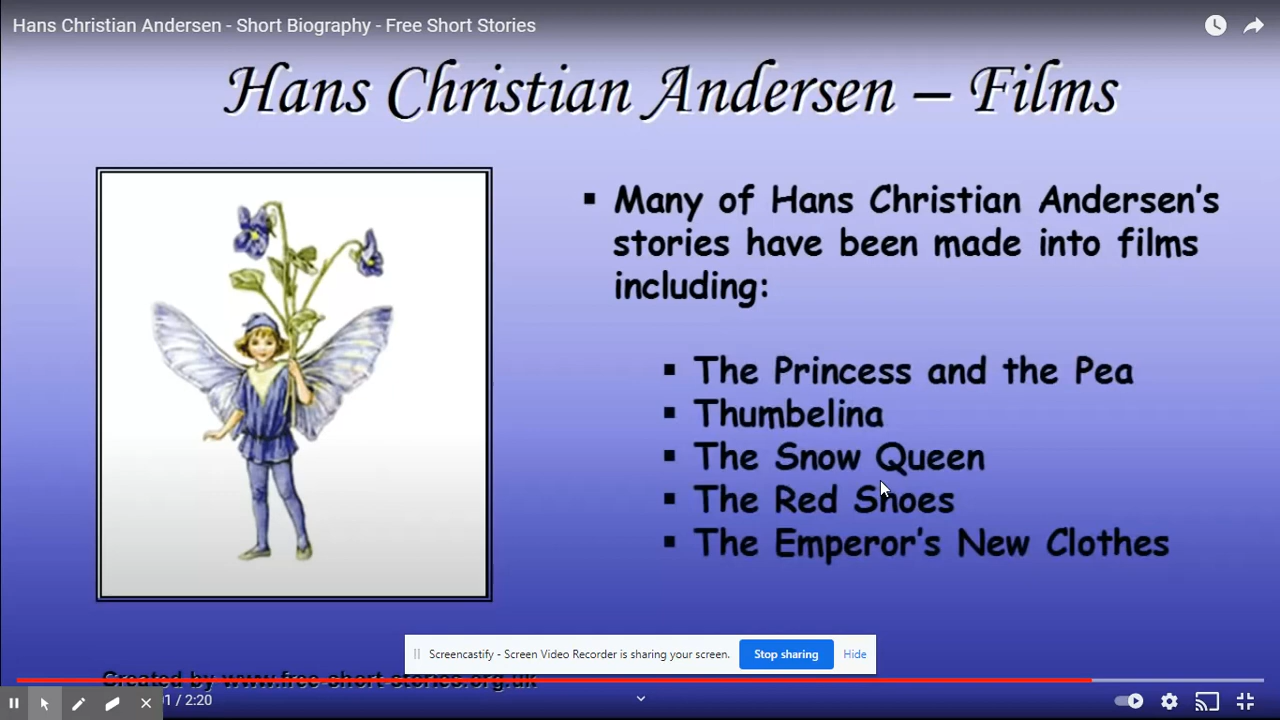 Hans Christian Andersen - Short Biography - Free Short Stories
Hans Christian Andersen – Films
▪ Many of Hans Christian Andersen's
stories have been made into films
including:
▪ The Princess and the Pea
▪ Thumbelina
▪ The Snow Queen
▪ The Red Shoes
▪ The Emperor's New Clothes
Screencastify - Screen Video Recorder is sharing your screen. Stop sharing Hide
Created by www.free-short-stories.org.uk
/ 2:20